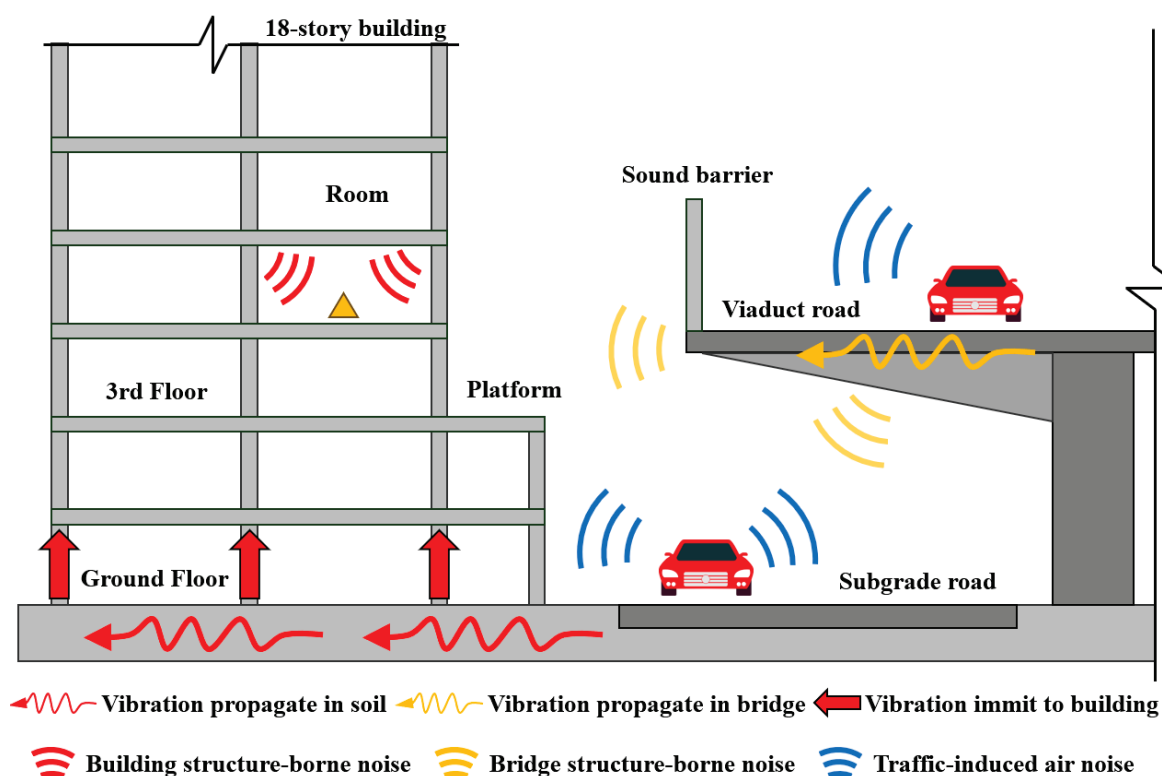 18-story building
Room
Sound barrier
Viaduct road
3rd Floor
Platform
Ground Floor
Subgrade road
Vibration propagate in soil
Vibration propagate in bridge
Vibration immit to building
Building structure-borne noise
Bridge structure-borne noise
Traffic-induced air noise